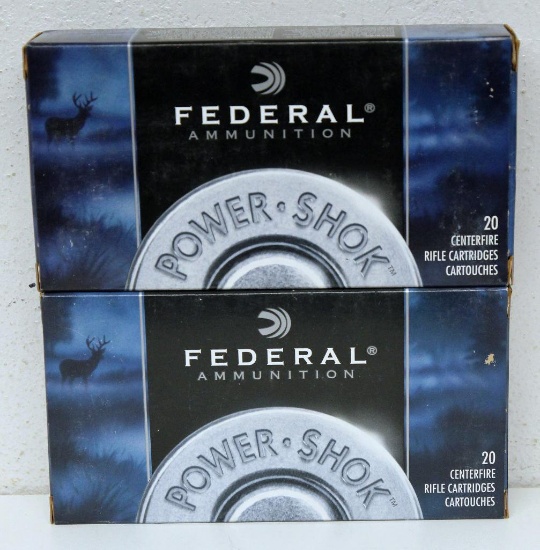 FEDERAL®
AMMUNITION
POWER·SHOK™
20
CENTERFIRE
RIFLE CARTRIDGES
CARTOUCHES
FEDERAL®
AMMUNITION
POWER·SHOK™
20
CENTERFIRE
RIFLE CARTRIDGES
CARTOUCHES